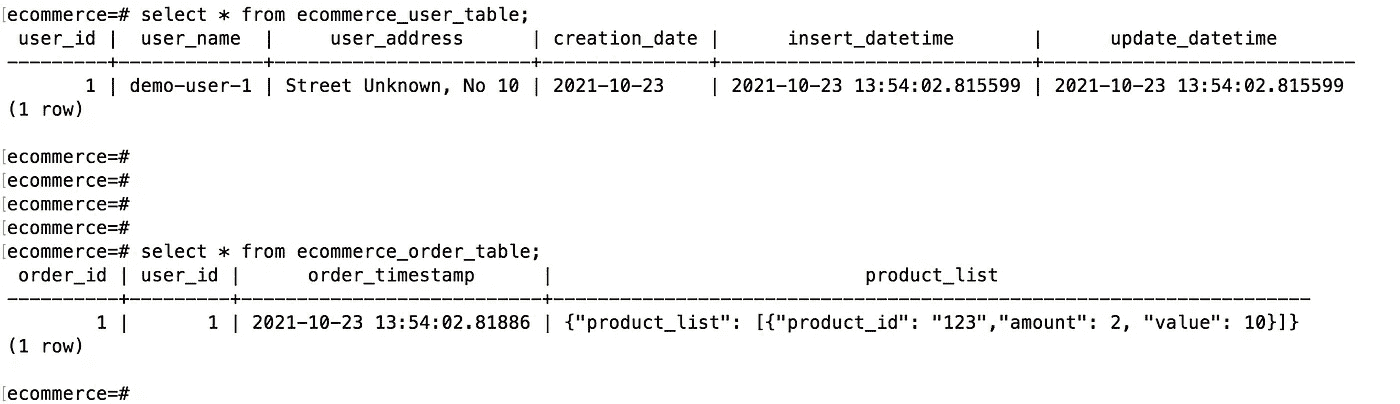 [ecommerce=# select * from ecommerce_user_table;
 user_id |  user_name  |     user_address      | creation_date |      insert_datetime       |      update_datetime
---------+-------------+-----------------------+---------------+----------------------------+----------------------------
       1 | demo-user-1 | Street Unknown, No 10 | 2021-10-23    | 2021-10-23 13:54:02.815599 | 2021-10-23 13:54:02.815599
(1 row)
[ecommerce=#
[ecommerce=#
[ecommerce=#
[ecommerce=#
[ecommerce=# select * from ecommerce_order_table;
 order_id | user_id |      order_timestamp      |                             product_list
----------+---------+---------------------------+----------------------------------------------------------------------
        1 |       1 | 2021-10-23 13:54:02.81886 | {"product_list": [{"product_id": "123","amount": 2, "value": 10}]}
(1 row)
[ecommerce=#